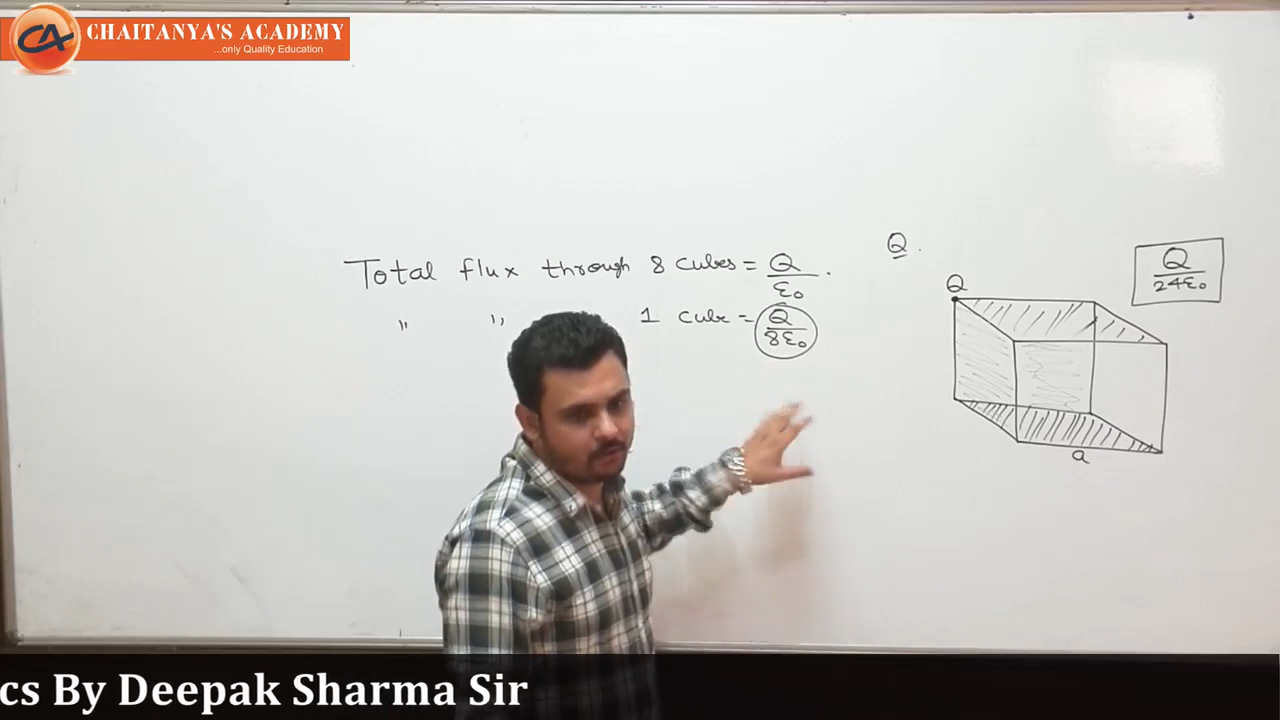 CA CHAITANYA'S ACADEMY
...only Quality Education
Total flux through 8 cubes = Q/ε₀ .
" " 1 cube = Q/8ε₀
Q .
Q/24ε₀
Q
a
cs By Deepak Sharma Sir